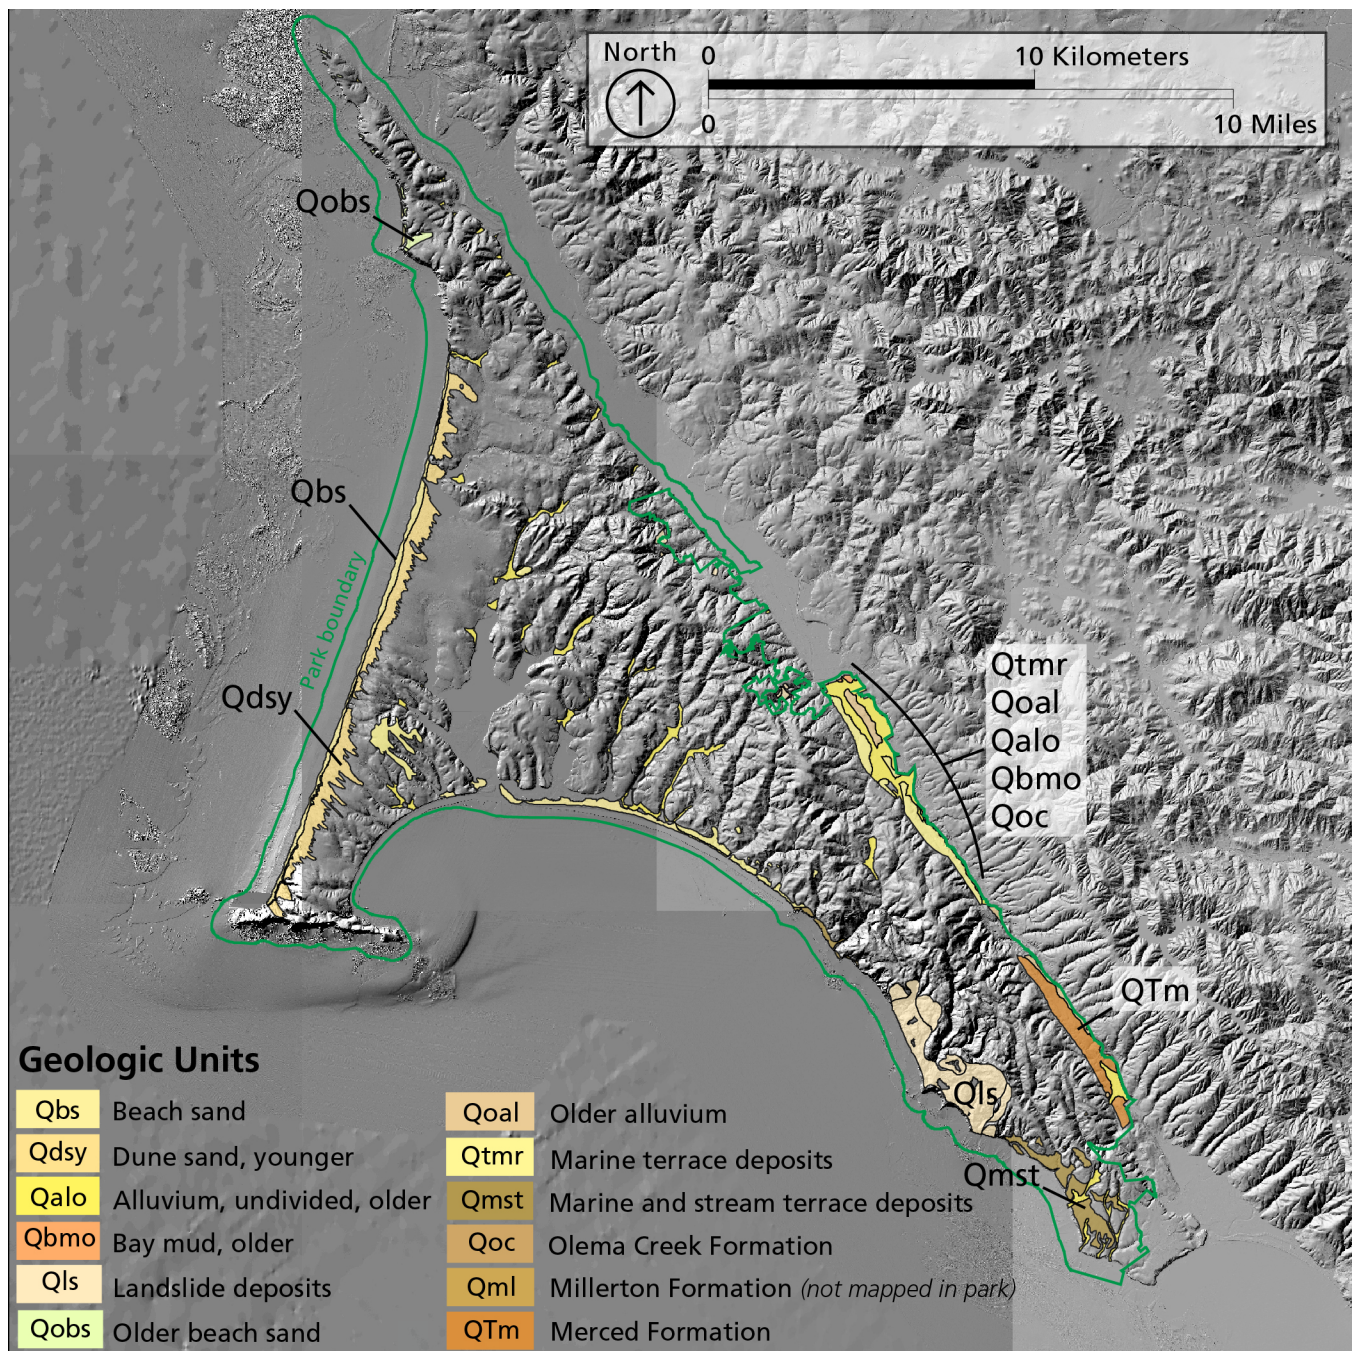 North
0
10 Kilometers
0
10 Miles
Qobs
Qbs
Park boundary
Qdsy
Qtmr
Qoal
Qalo
Qbmo
Qoc
QTm
Qls
Qmst
Geologic Units
Qbs Beach sand
Qdsy Dune sand, younger
Qalo Alluvium, undivided, older
Qbmo Bay mud, older
Qls Landslide deposits
Qobs Older beach sand
Qoal Older alluvium
Qtmr Marine terrace deposits
Qmst Marine and stream terrace deposits
Qoc Olema Creek Formation
Qml Millerton Formation (not mapped in park)
QTm Merced Formation